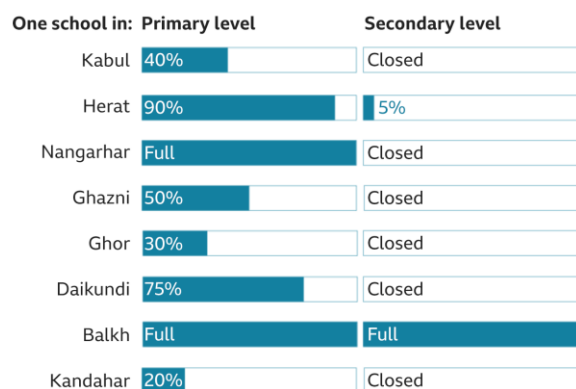 One school in: Primary level Secondary level
Kabul 40% Closed
Herat 90% 5%
Nangarhar Full Closed
Ghazni 50% Closed
Ghor 30% Closed
Daikundi 75% Closed
Balkh Full Full
Kandahar 20% Closed